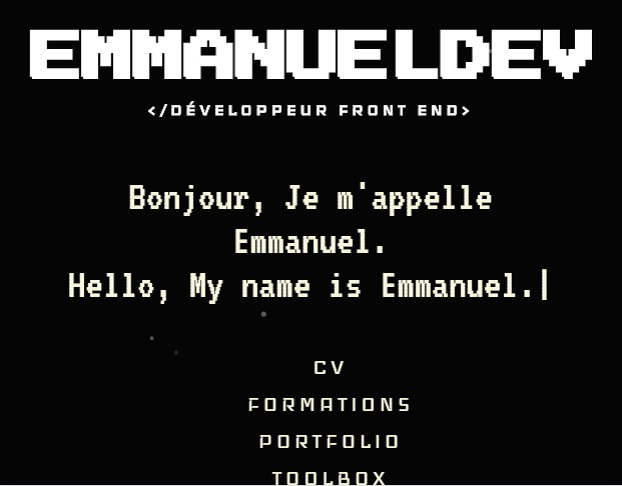 EMMANUELDEV
</DÉVELOPPEUR FRONT END>
Bonjour, Je m'appelle
Emmanuel.
Hello, My name is Emmanuel.|
CV
FORMATIONS
PORTFOLIO
TOOLBOX